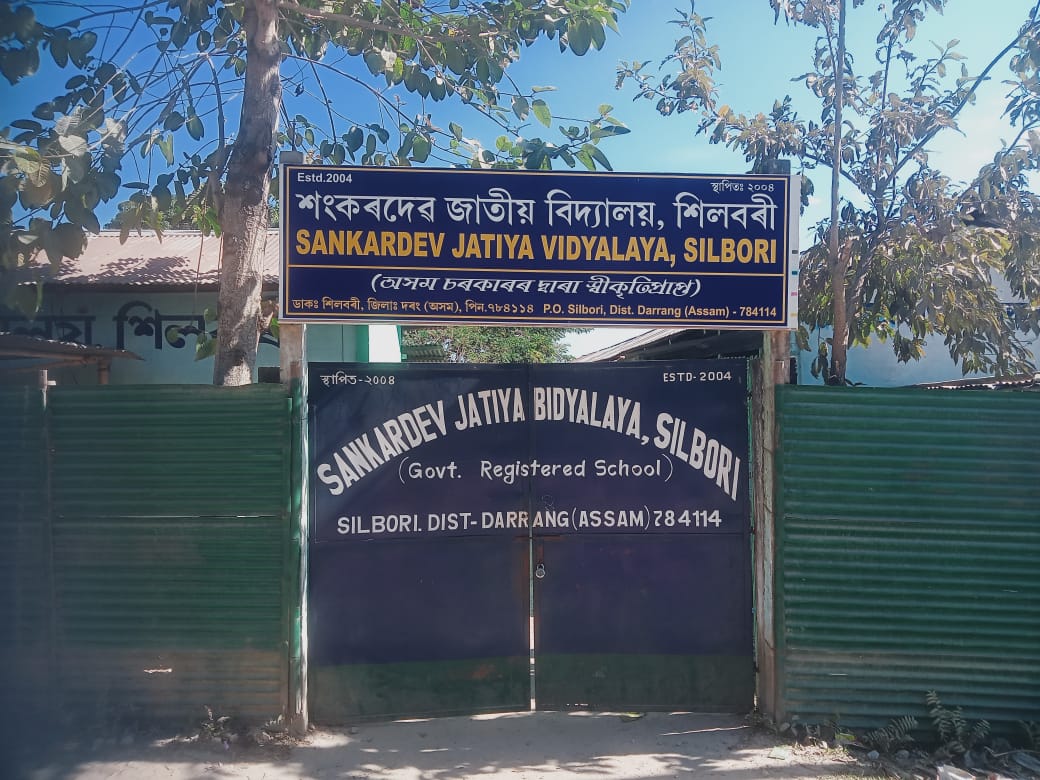 Estd.2004
স্থাপিতঃ ২০০৪
শংকৰদেৱ জাতীয় বিদ্যালয়, শিলবৰী
SANKARDEV JATIYA VIDYALAYA, SILBORI
(অসম চৰকাৰৰ দ্বাৰা স্বীকৃতিপ্ৰাপ্ত)
ডাকঃ শিলবৰী, জিলাঃ দৰং (অসম), পিন.৭৮৪১১৪ P.O. Silbori, Dist. Darrang (Assam) - 784114
স্থাপিত-২০০৪
ESTD-2004
SANKARDEV JATIYA BIDYALAYA, SILBORI
(Govt. Registered School)
SILBORI. DIST-DARRANG(ASSAM) 784114